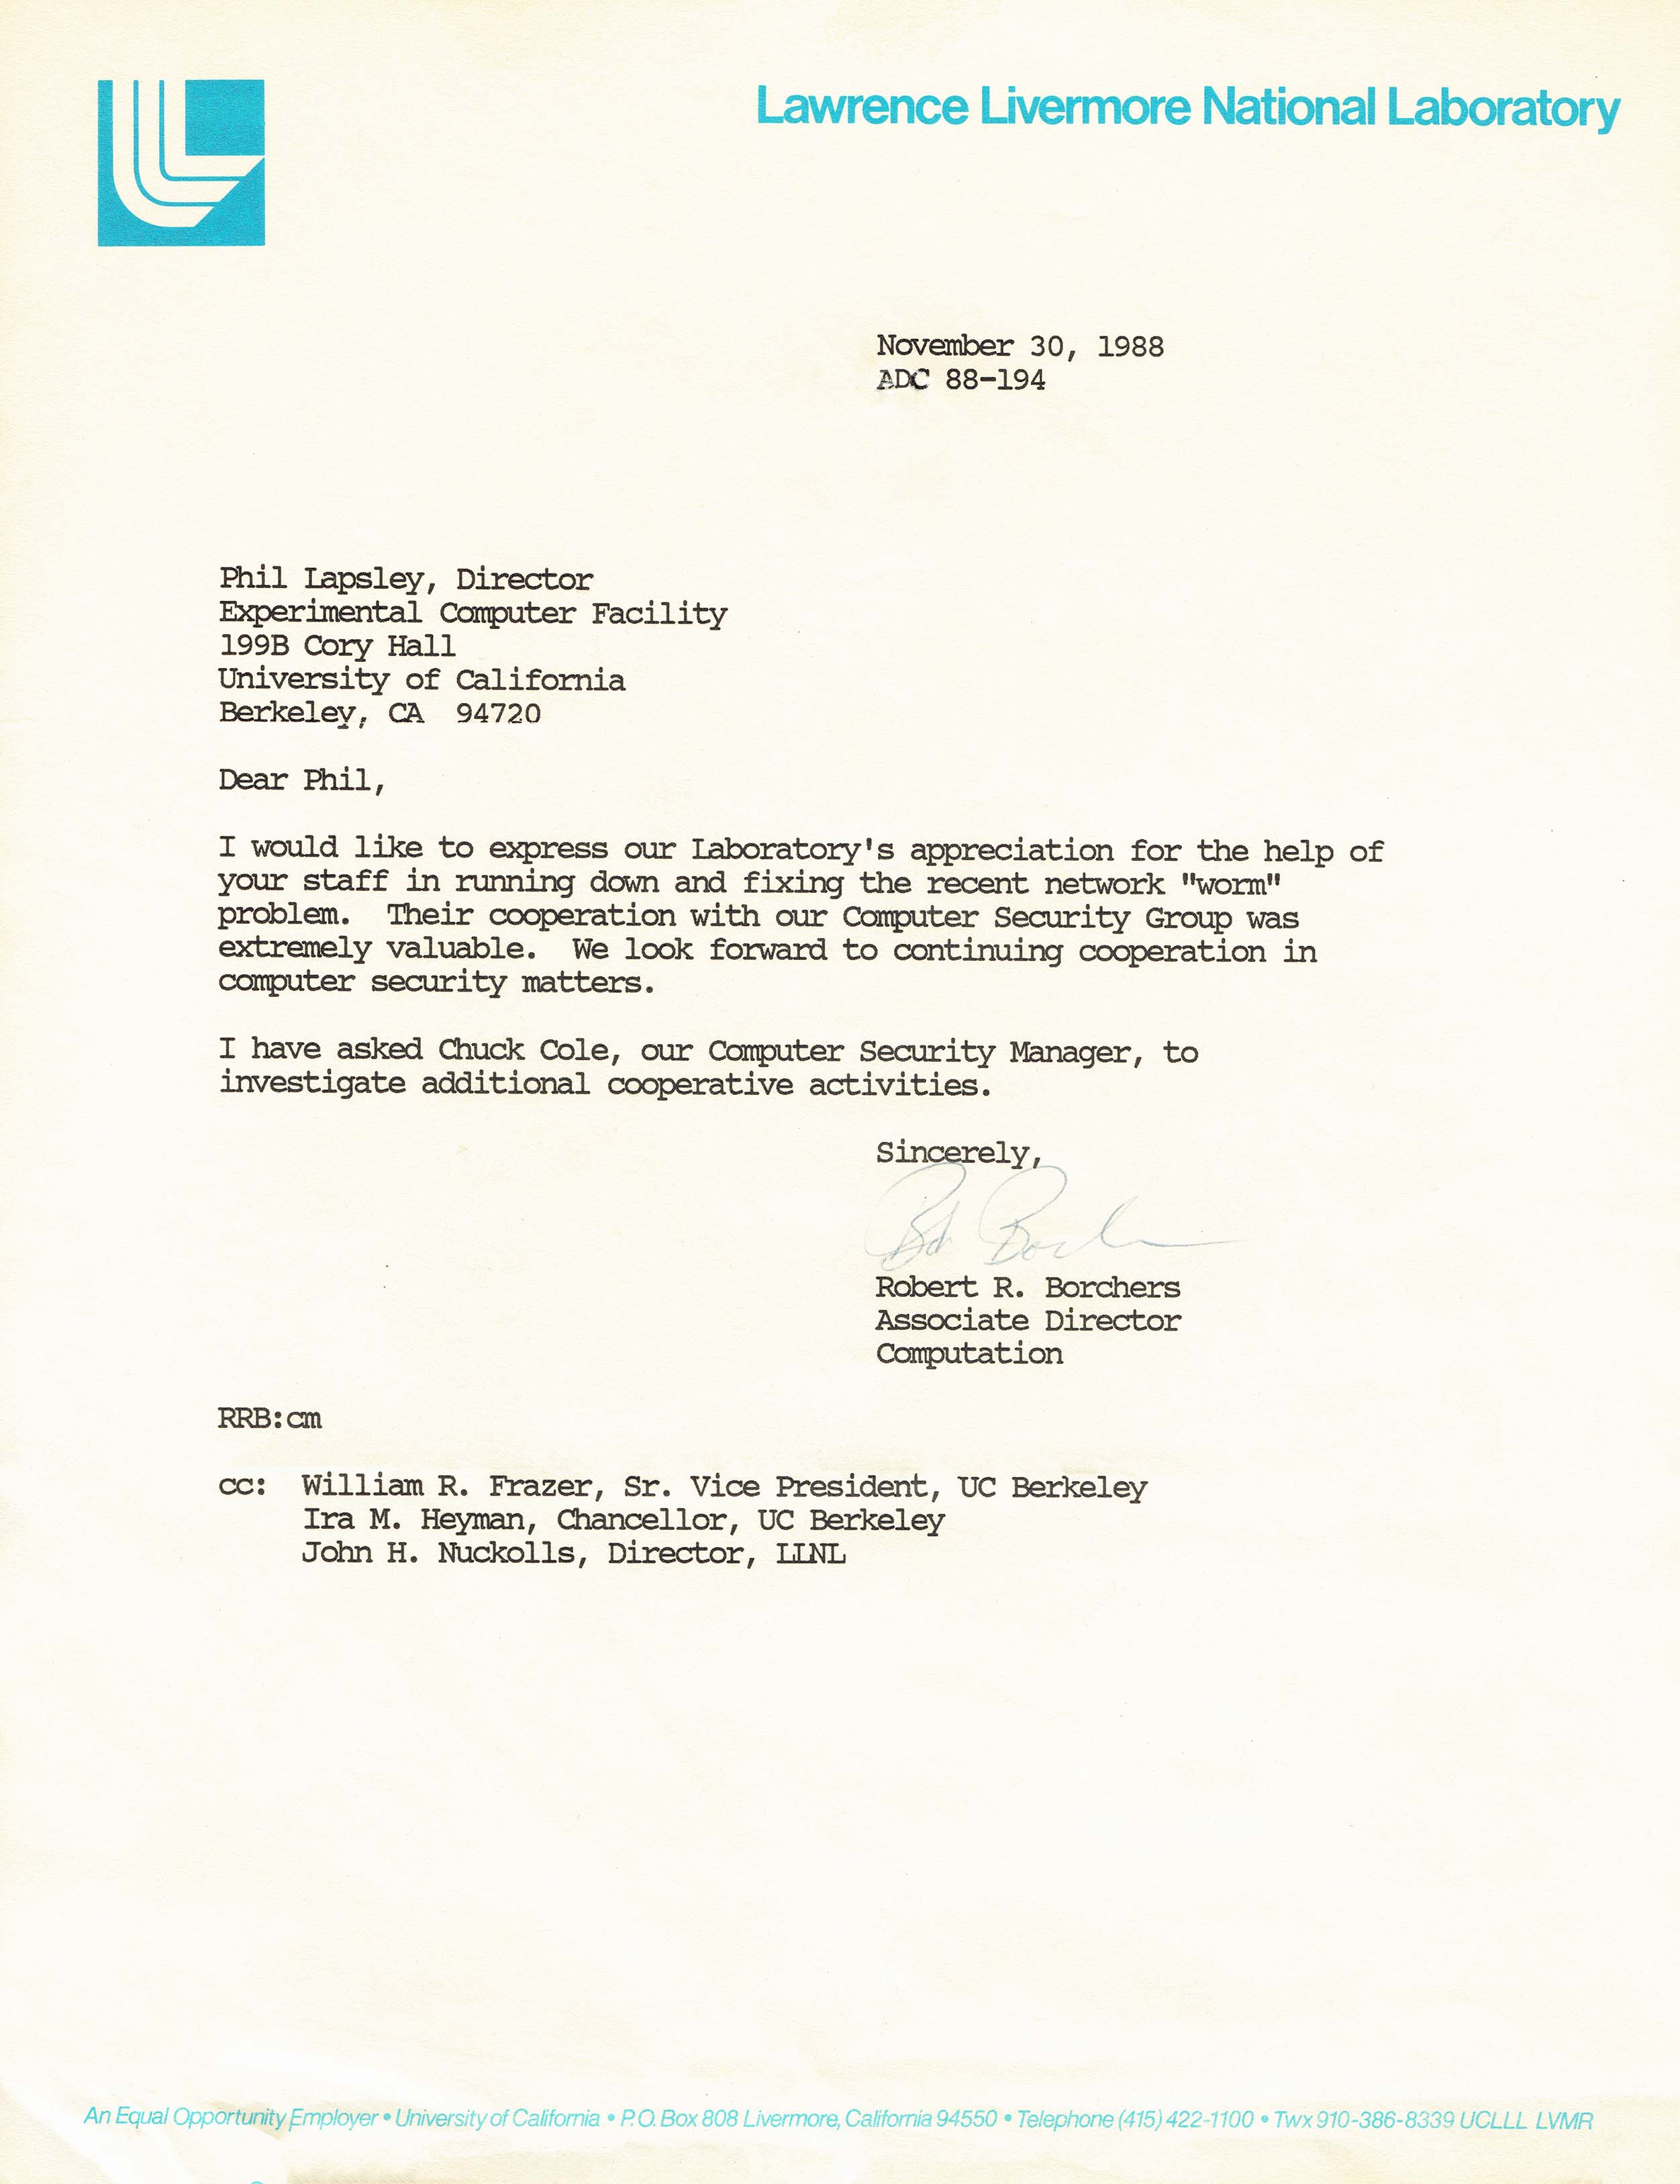 Lawrence Livermore National Laboratory
November 30, 1988
ADC 88-194
Phil Lapsley, Director
Experimental Computer Facility
199B Cory Hall
University of California
Berkeley, CA  94720
Dear Phil,
I would like to express our Laboratory's appreciation for the help of
your staff in running down and fixing the recent network "worm"
problem.  Their cooperation with our Computer Security Group was
extremely valuable.  We look forward to continuing cooperation in
computer security matters.
I have asked Chuck Cole, our Computer Security Manager, to
investigate additional cooperative activities.
Sincerely,
Bob Borchers
Robert R. Borchers
Associate Director
Computation
RRB:cm
cc:  William R. Frazer, Sr. Vice President, UC Berkeley
Ira M. Heyman, Chancellor, UC Berkeley
John H. Nuckolls, Director, LLNL
An Equal Opportunity Employer • University of California • P.O. Box 808 Livermore, California 94550 • Telephone (415) 422-1100 • Twx 910-386-8339 UCLLL LVMR